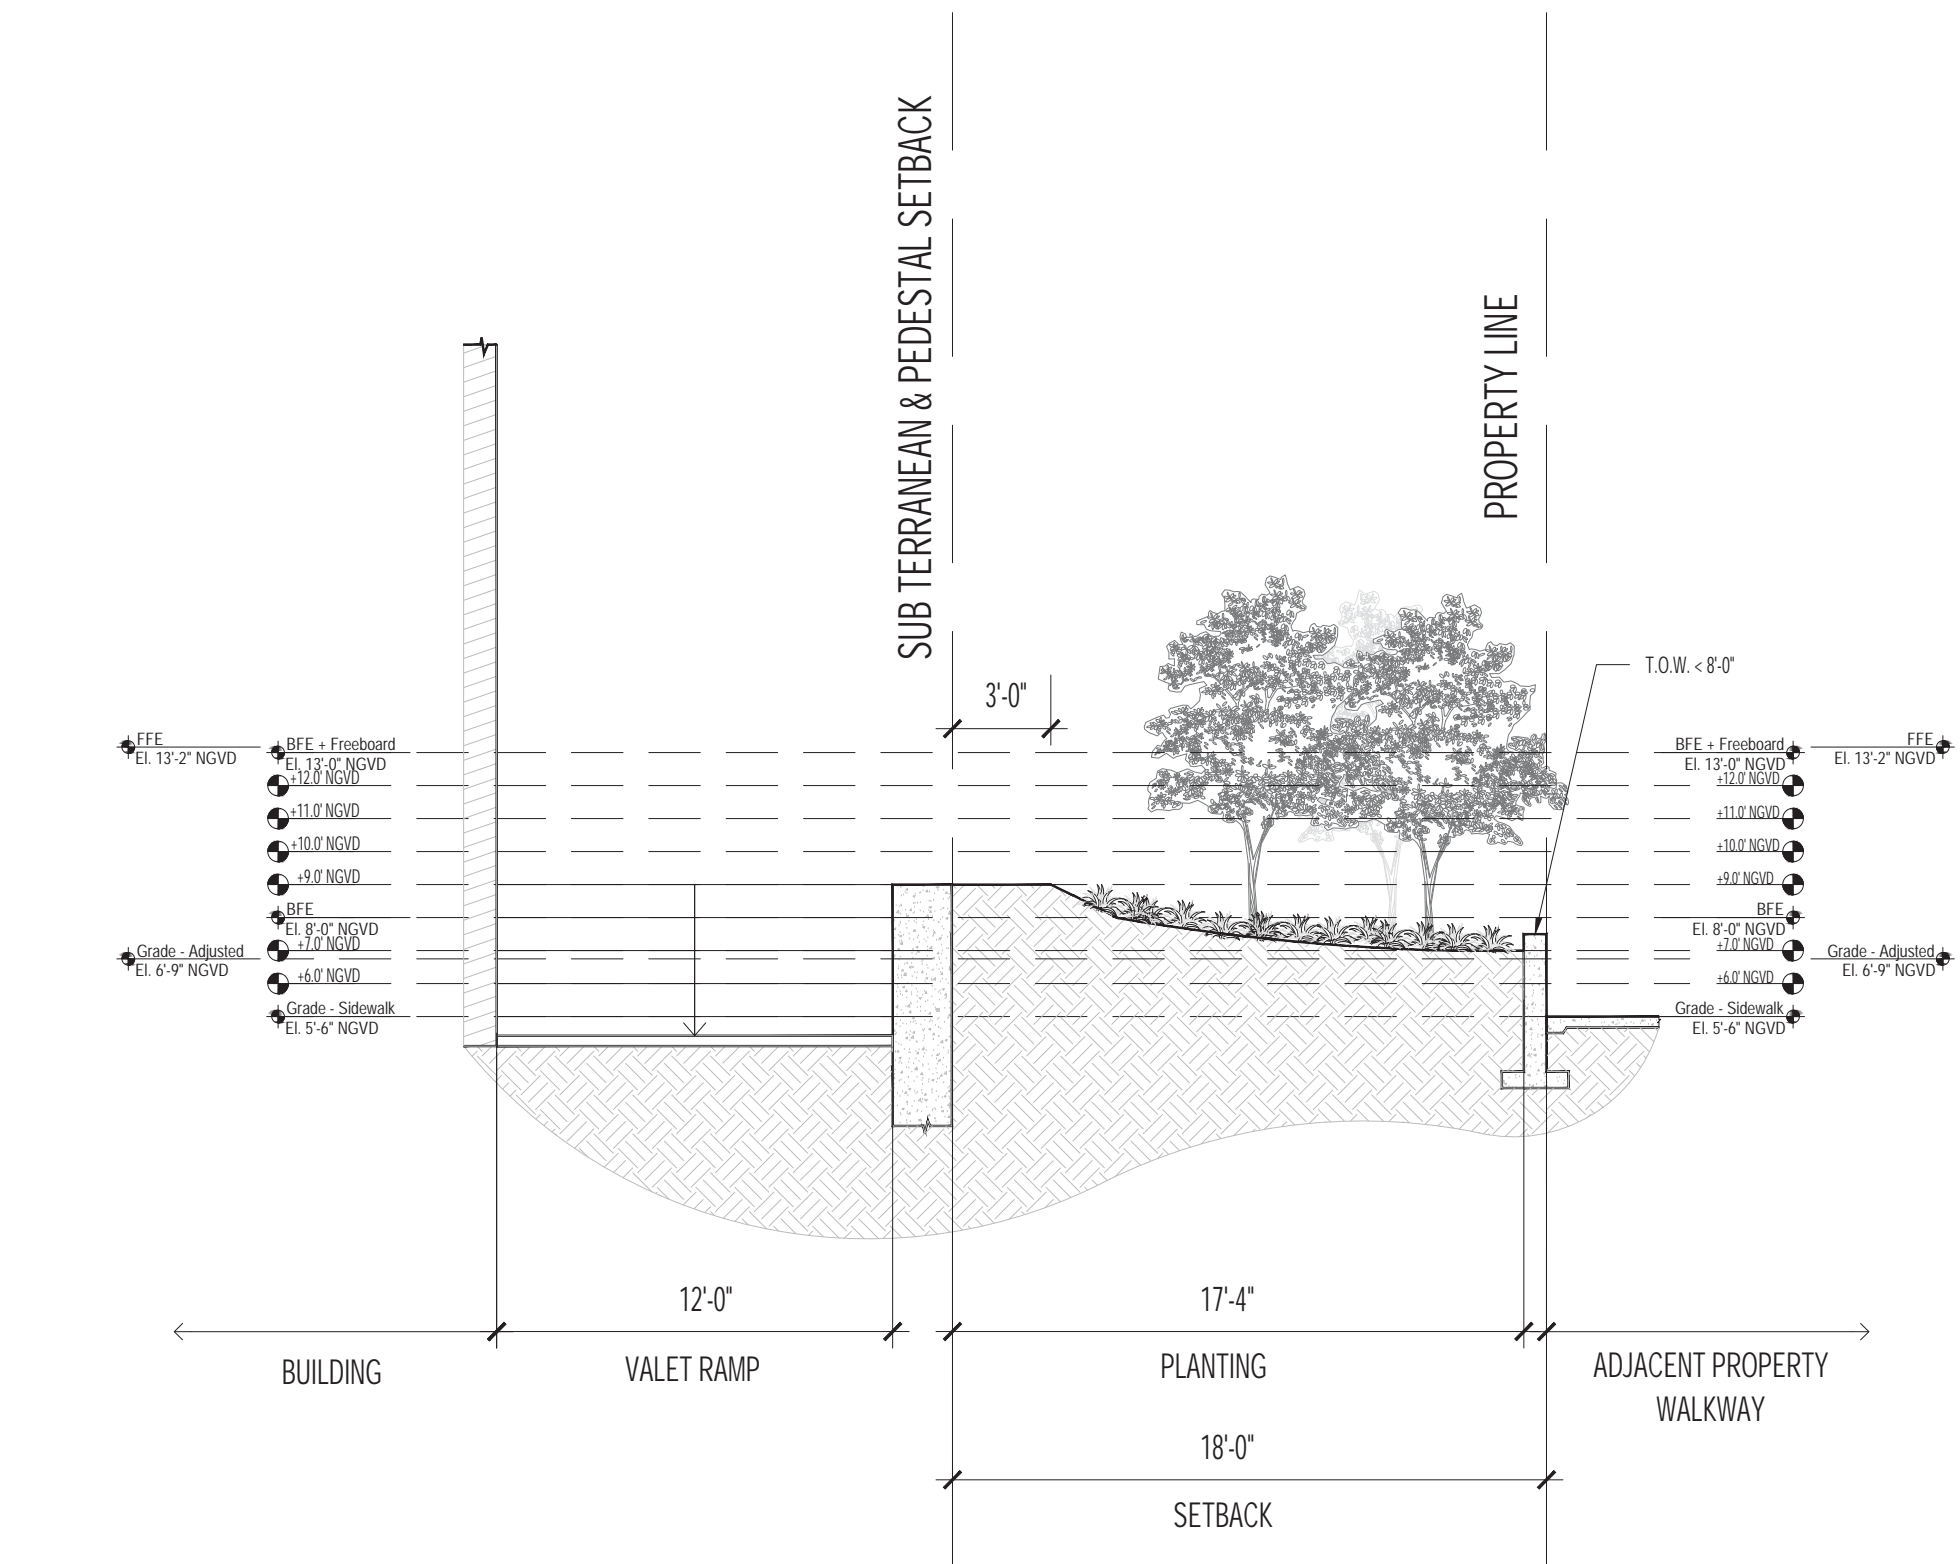 SUB TERRANEAN & PEDESTAL SETBACK
PROPERTY LINE
T.O.W. < 8'-0"
3'-0"
FFE
El. 13'-2" NGVD
BFE + Freeboard
El. 13'-0" NGVD
+12.0' NGVD
+11.0' NGVD
+10.0' NGVD
+9.0' NGVD
BFE
El. 8'-0" NGVD
+7.0' NGVD
Grade - Adjusted
El. 6'-9" NGVD
+6.0' NGVD
Grade - Sidewalk
El. 5'-6" NGVD
BFE + Freeboard
El. 13'-0" NGVD
FFE
El. 13'-2" NGVD
+12.0' NGVD
+11.0' NGVD
+10.0' NGVD
+9.0' NGVD
BFE
El. 8'-0" NGVD
+7.0' NGVD
Grade - Adjusted
El. 6'-9" NGVD
+6.0' NGVD
Grade - Sidewalk
El. 5'-6" NGVD
12'-0"
17'-4"
BUILDING
VALET RAMP
PLANTING
ADJACENT PROPERTY
WALKWAY
18'-0"
SETBACK